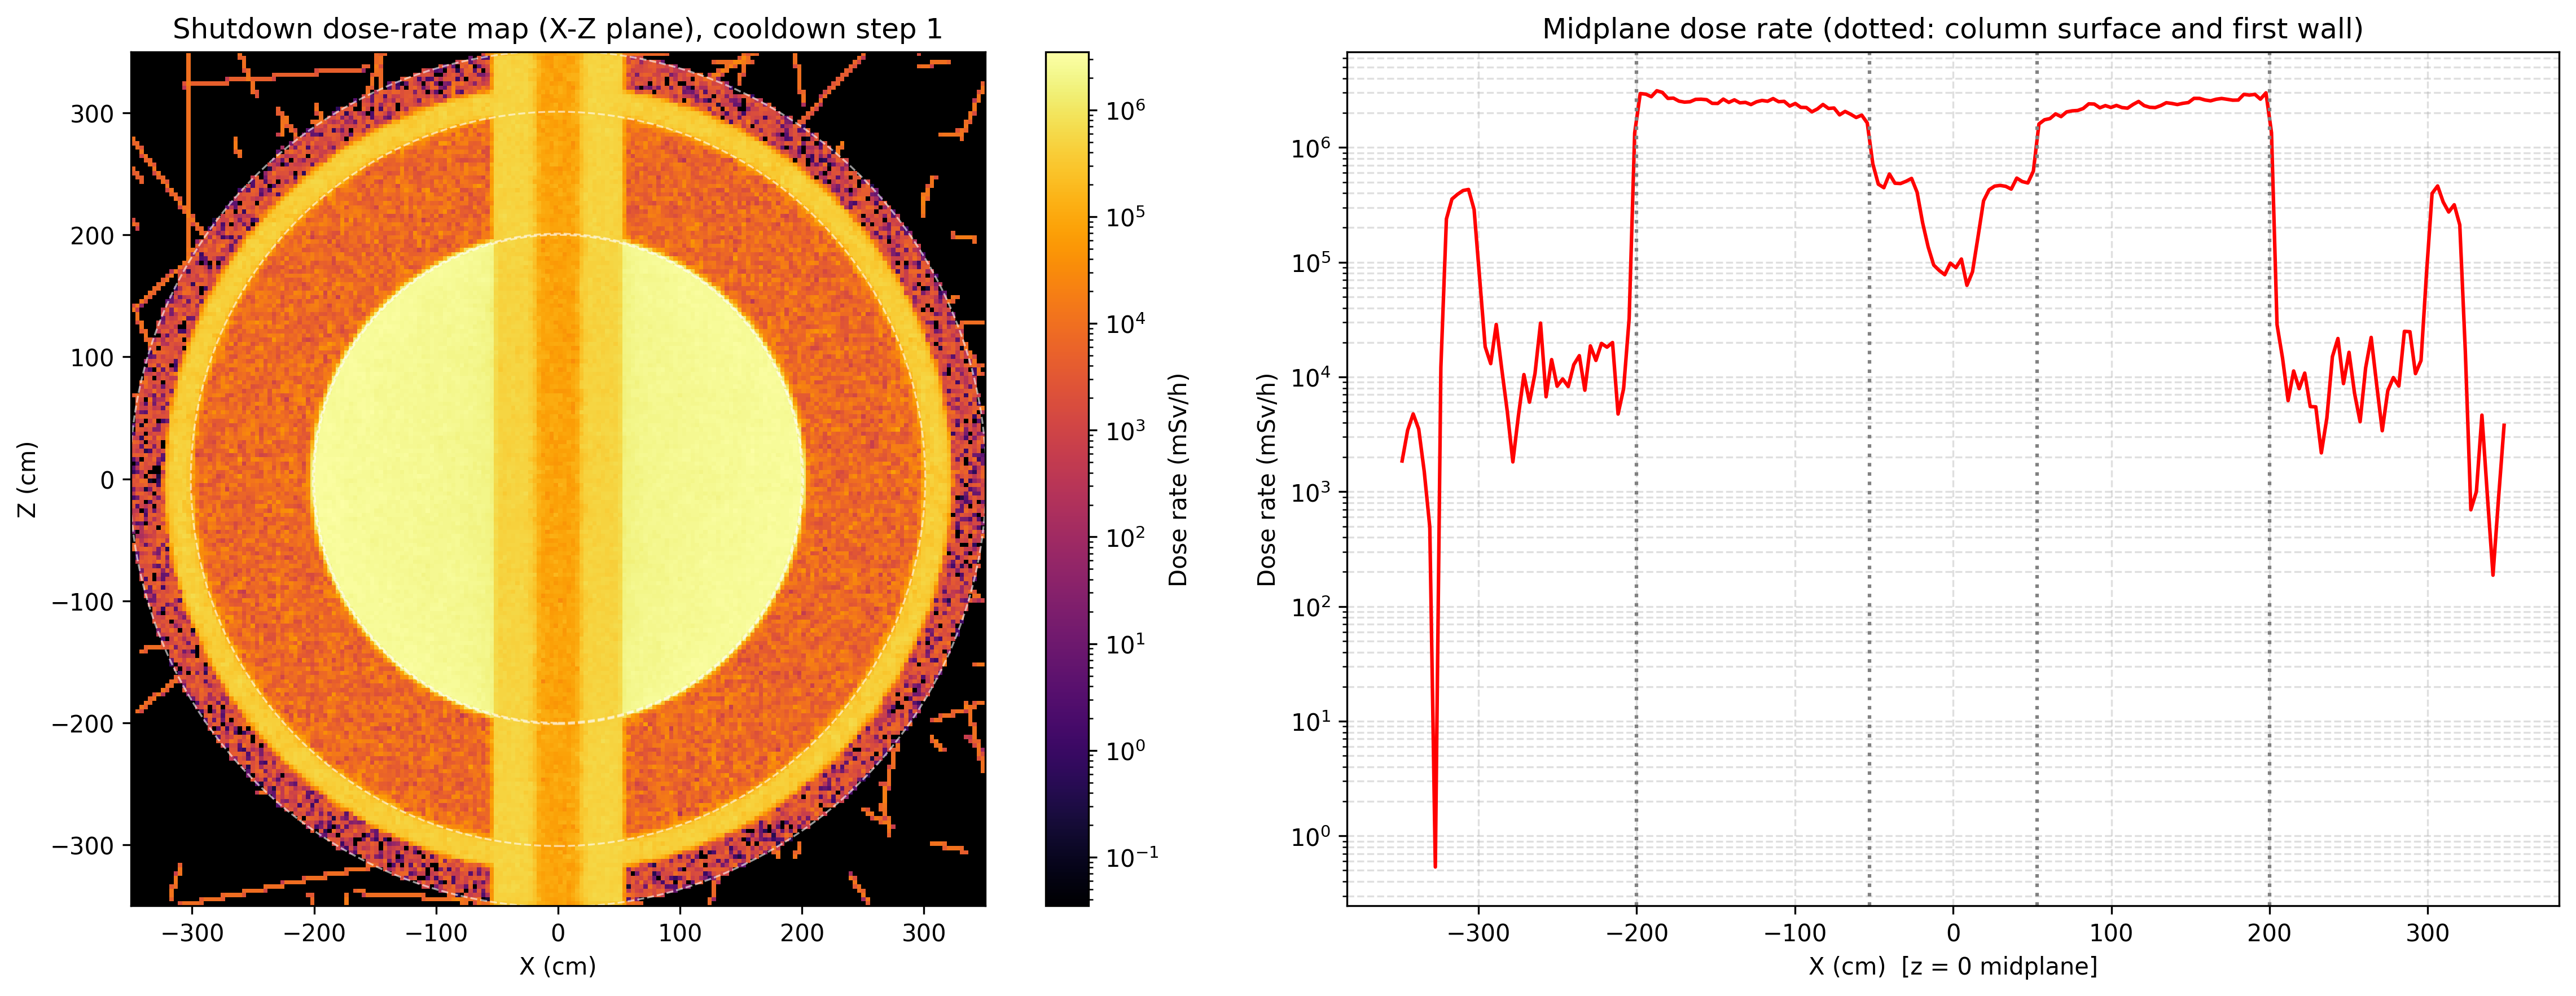 Shutdown dose-rate map (X-Z plane), cooldown step 1
Z (cm)
300
200
100
0
−100
−200
−300
−300 −200 −100 0 100 200 300
X (cm)
10⁶
10⁵
10⁴
10³
10²
10¹
10⁰
10⁻¹
Dose rate (mSv/h)
Midplane dose rate (dotted: column surface and first wall)
Dose rate (mSv/h)
10⁶
10⁵
10⁴
10³
10²
10¹
10⁰
−300 −200 −100 0 100 200 300
X (cm) [z = 0 midplane]